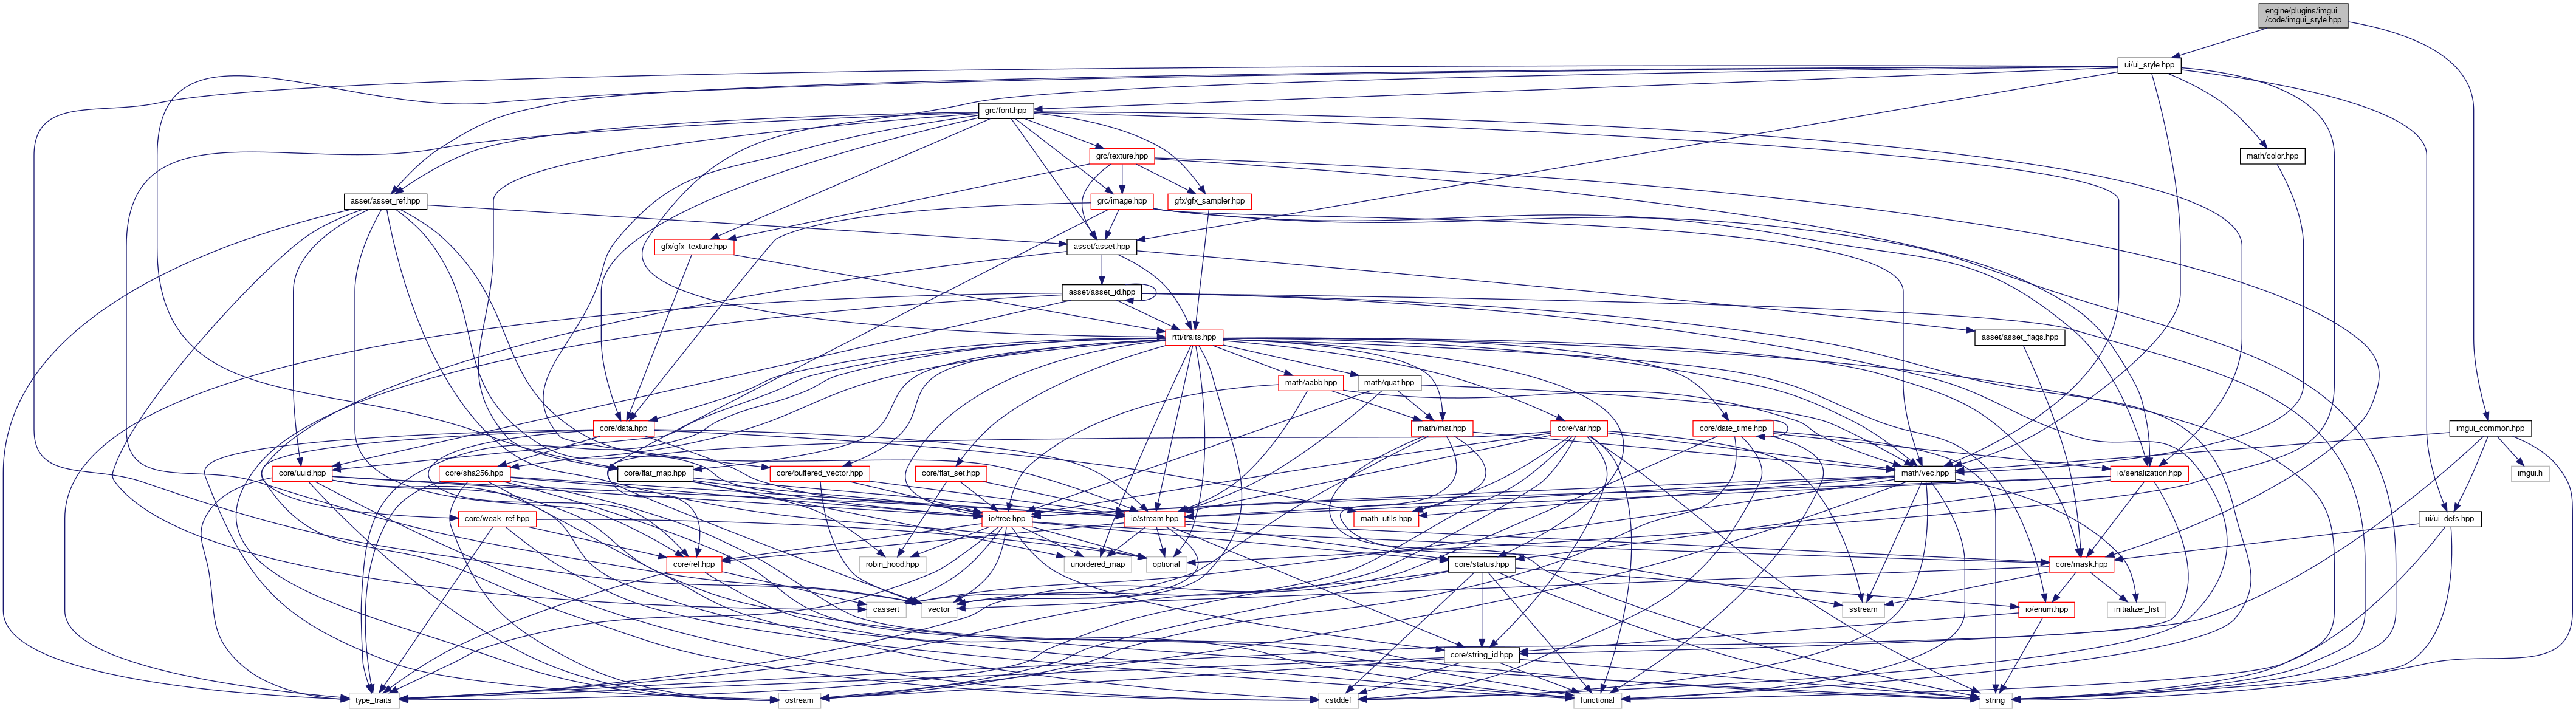 engine/plugins/imgui
/code/imgui_style.hpp
ui/ui_style.hpp
grc/font.hpp
grc/texture.hpp
math/color.hpp
asset/asset_ref.hpp
grc/image.hpp
gfx/gfx_sampler.hpp
gfx/gfx_texture.hpp
asset/asset.hpp
asset/asset_id.hpp
rtti/traits.hpp
asset/asset_flags.hpp
math/aabb.hpp
math/quat.hpp
core/data.hpp
math/mat.hpp
core/var.hpp
core/date_time.hpp
imgui_common.hpp
core/uuid.hpp
core/sha256.hpp
core/flat_map.hpp
core/buffered_vector.hpp
core/flat_set.hpp
math/vec.hpp
io/serialization.hpp
imgui.h
core/weak_ref.hpp
io/tree.hpp
io/stream.hpp
math_utils.hpp
ui/ui_defs.hpp
core/ref.hpp
robin_hood.hpp
unordered_map
optional
core/status.hpp
core/mask.hpp
cassert
vector
sstream
io/enum.hpp
initializer_list
core/string_id.hpp
type_traits
ostream
cstddef
functional
string